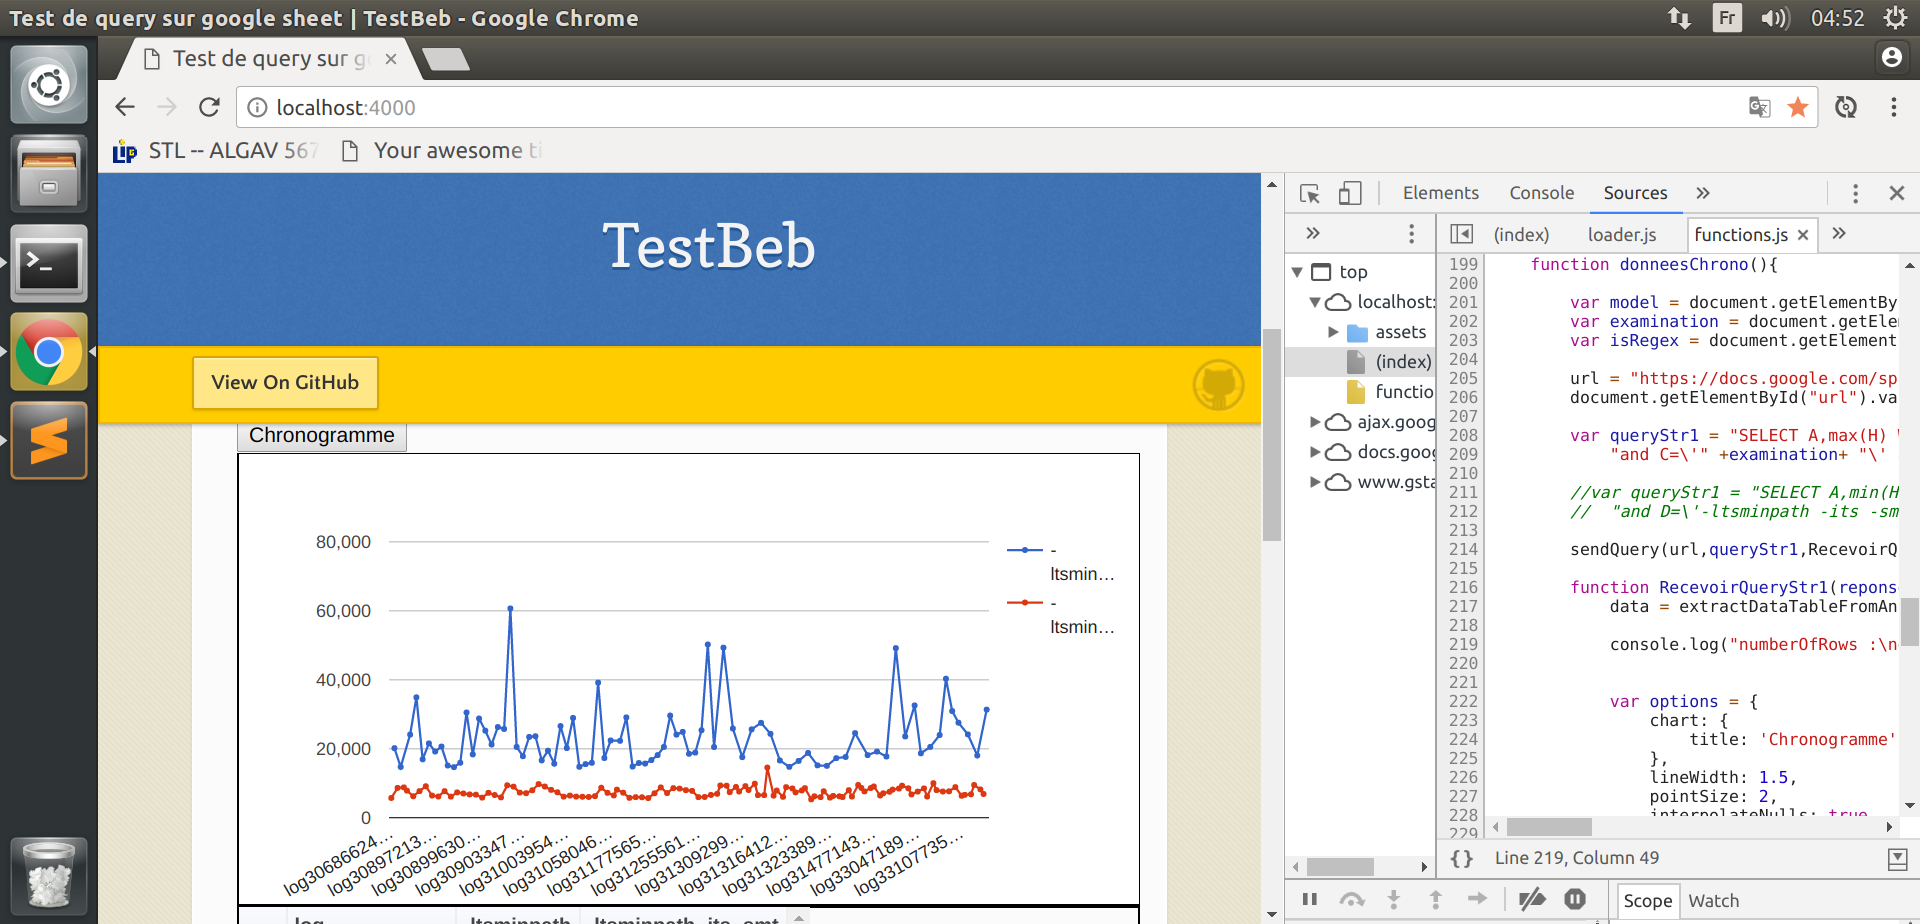 Test de query sur google sheet | TestBeb - Google Chrome
Fr
04:52
Test de query sur g
localhost:4000
STL -- ALGAV 567
Your awesome ti
TestBeb
View On GitHub
Chronogramme
80,000
60,000
40,000
20,000
0
-
ltsmin…
-
ltsmin…
log30686624…
log30897213…
log30899630…
log30903347…
log31003954…
log31058046…
log31177565…
log31255561…
log31309299…
log31316412…
log31323389…
log31477143…
log33047189…
log33107735…
log
ltsminpath
ltsminpath -its -smt
Elements
Console
Sources
(index)
loader.js
functions.js
top
localhost:
assets
(index)
functio
ajax.goog
docs.goog
www.gsta
199 function donneesChrono(){
200
201 var model = document.getElementBy
202 var examination = document.getEle
203 var isRegex = document.getElement
204
205 url = "https://docs.google.com/sp
206 document.getElementById("url").va
207
208 var queryStr1 = "SELECT A,max(H) W
209 "and C=\'" +examination+ "\'
210
211 //var queryStr1 = "SELECT A,min(H
212 // "and D=\'-ltsminpath -its -sm
213
214 sendQuery(url,queryStr1,RecevoirQ
215
216 function RecevoirQueryStr1(repons
217 data = extractDataTableFromAn
218
219 console.log("numberOfRows :\n
220
221
222 var options = {
223 chart: {
224 title: 'Chronogramme'
225 },
226 lineWidth: 1.5,
227 pointSize: 2,
228 interpolateNulls: true
229
{} Line 219, Column 49
Scope
Watch